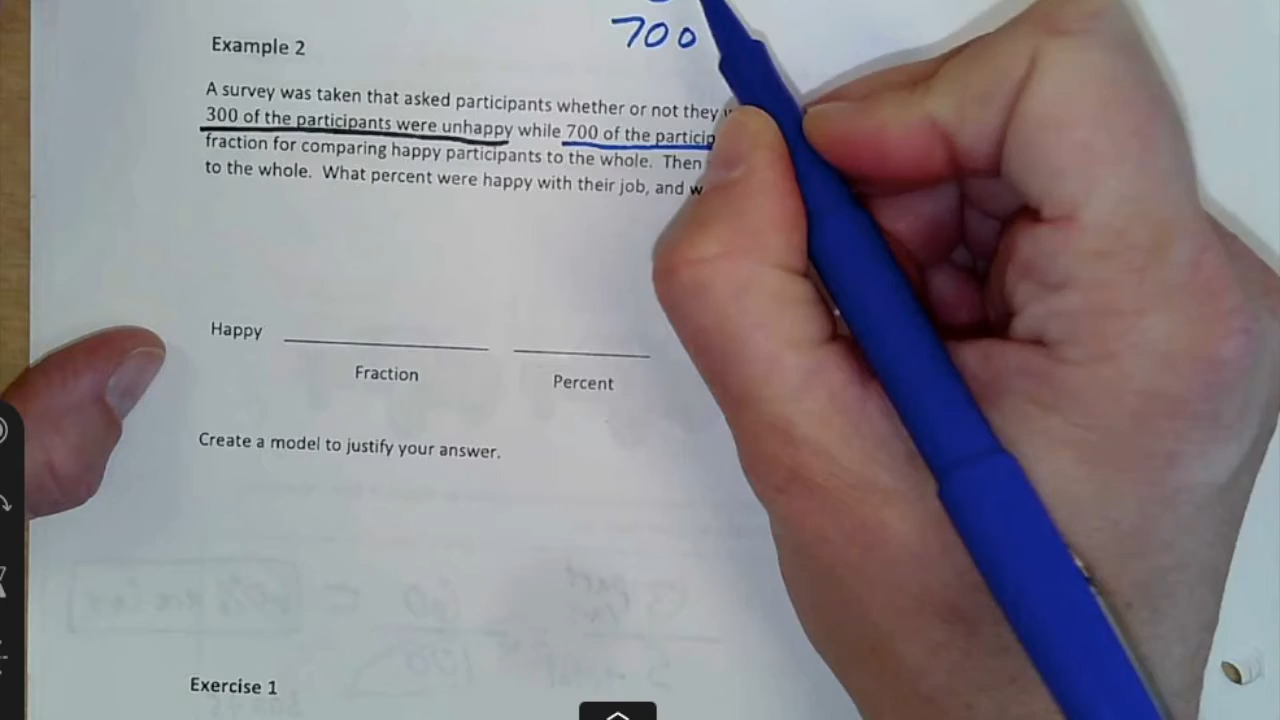 700
Example 2
A survey was taken that asked participants whether or not they
300 of the participants were unhappy while 700 of the particip
fraction for comparing happy participants to the whole. Then
to the whole. What percent were happy with their job, and w
Happy
Fraction
Percent
Create a model to justify your answer.
Exercise 1